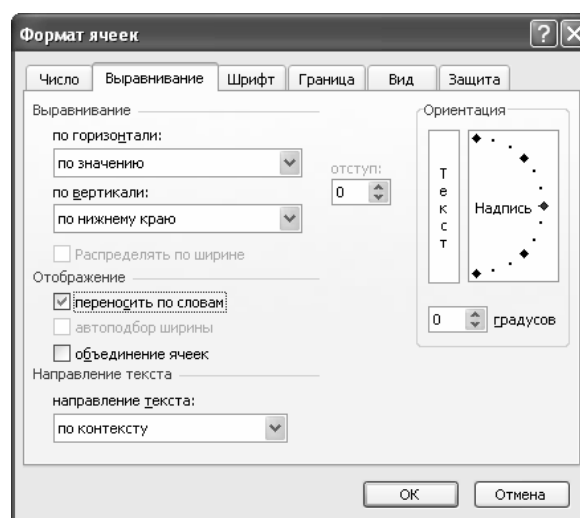 Формат ячеек
Число Выравнивание Шрифт Граница Вид Защита
Выравнивание
по горизонтали:
по значению
отступ:
0
по вертикали:
по нижнему краю
Распределять по ширине
Отображение
переносить по словам
автоподбор ширины
объединение ячеек
Направление текста
направление текста:
по контексту
Ориентация
Текст
Надпись
0 градусов
ОК Отмена